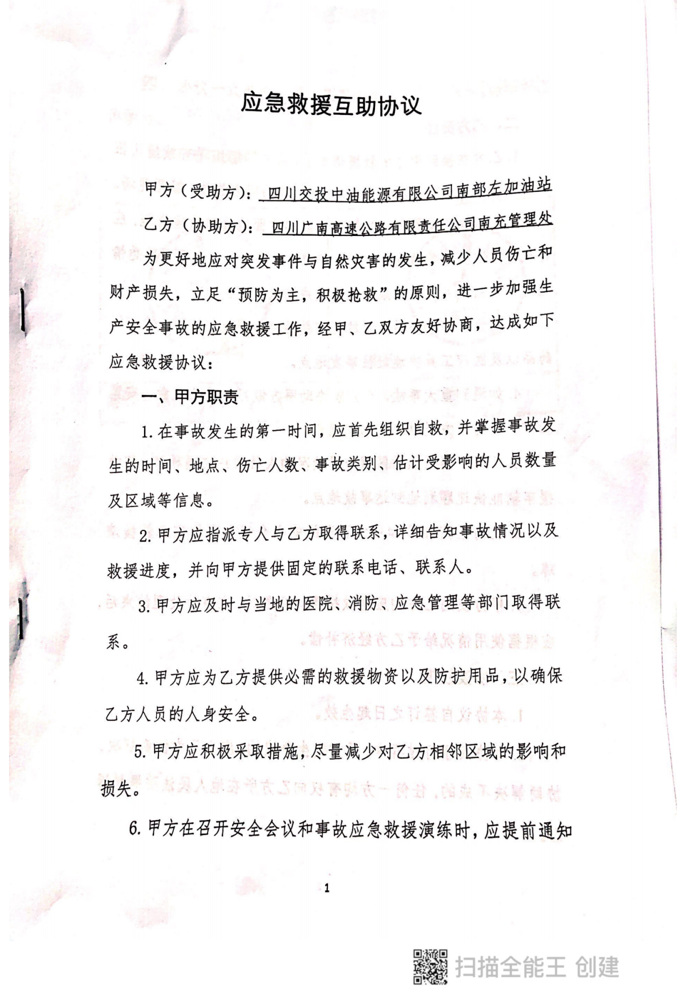 应急救援互助协议
甲方（受助方）：四川交投中油能源有限公司南部左加油站
乙方（协助方）：四川广南高速公路有限责任公司南充管理处
为更好地应对突发事件与自然灾害的发生，减少人员伤亡和
财产损失，立足“预防为主，积极抢救”的原则，进一步加强生
产安全事故的应急救援工作，经甲、乙双方友好协商，达成如下
应急救援协议：
一、甲方职责
1.在事故发生的第一时间，应首先组织自救，并掌握事故发
生的时间、地点、伤亡人数、事故类别、估计受影响的人员数量
及区域等信息。
2.甲方应指派专人与乙方取得联系，详细告知事故情况以及
救援进度，并向甲方提供固定的联系电话、联系人。
3.甲方应及时与当地的医院、消防、应急管理等部门取得联
系。
4.甲方应为乙方提供必需的救援物资以及防护用品，以确保
乙方人员的人身安全。
5.甲方应积极采取措施，尽量减少对乙方相邻区域的影响和
损失。
6.甲方在召开安全会议和事故应急救援演练时，应提前通知
1
扫描全能王 创建